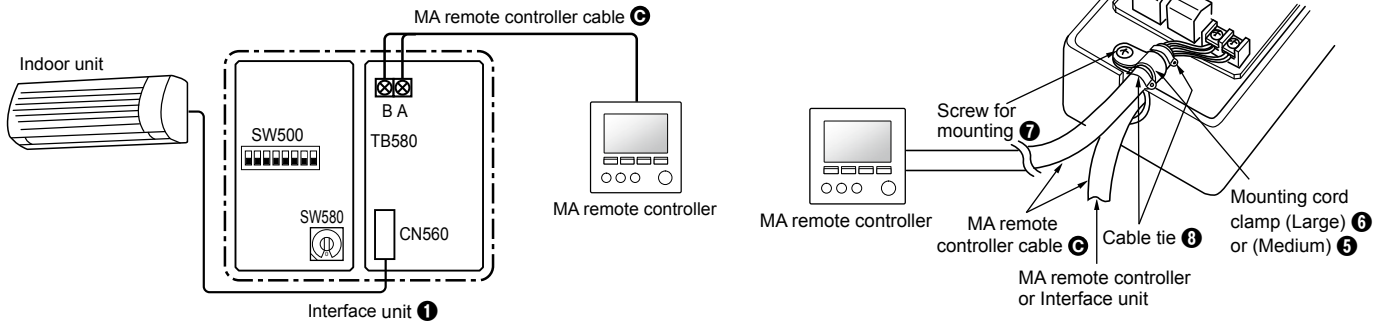 MA remote controller cable C
Indoor unit
B A
TB580
SW500
SW580
CN560
MA remote controller
Interface unit 1
Screw for
mounting 7
MA remote controller
MA remote
controller cable C
Cable tie 8
MA remote controller
or Interface unit
Mounting cord
clamp (Large) 6
or (Medium) 5